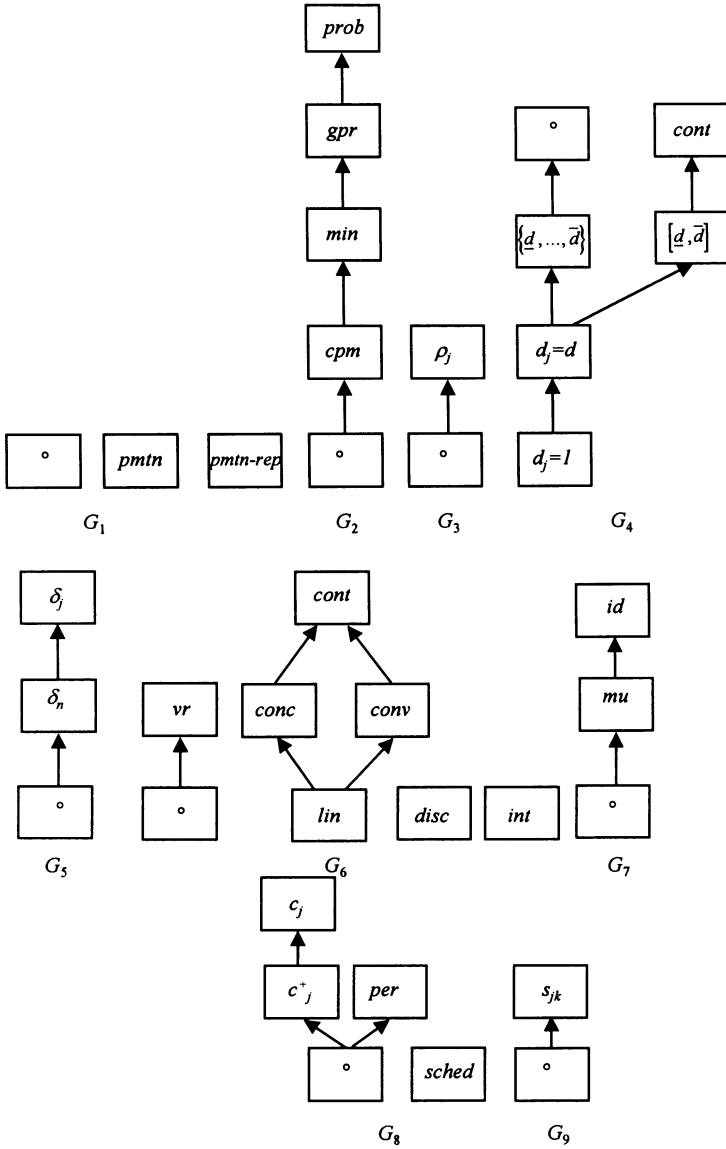 prob
gpr
°
cont
min
{d̲,...,d̄}
[d̲,d̄]
cpm
ρⱼ
dⱼ=d
°
pmtn
pmtn-rep
°
°
dⱼ=1
G₁
G₂
G₃
G₄
δⱼ
cont
id
δₙ
vr
conc
conv
mu
°
°
lin
disc
int
°
G₅
G₆
G₇
cⱼ
c⁺ⱼ
per
sⱼₖ
°
sched
°
G₈
G₉